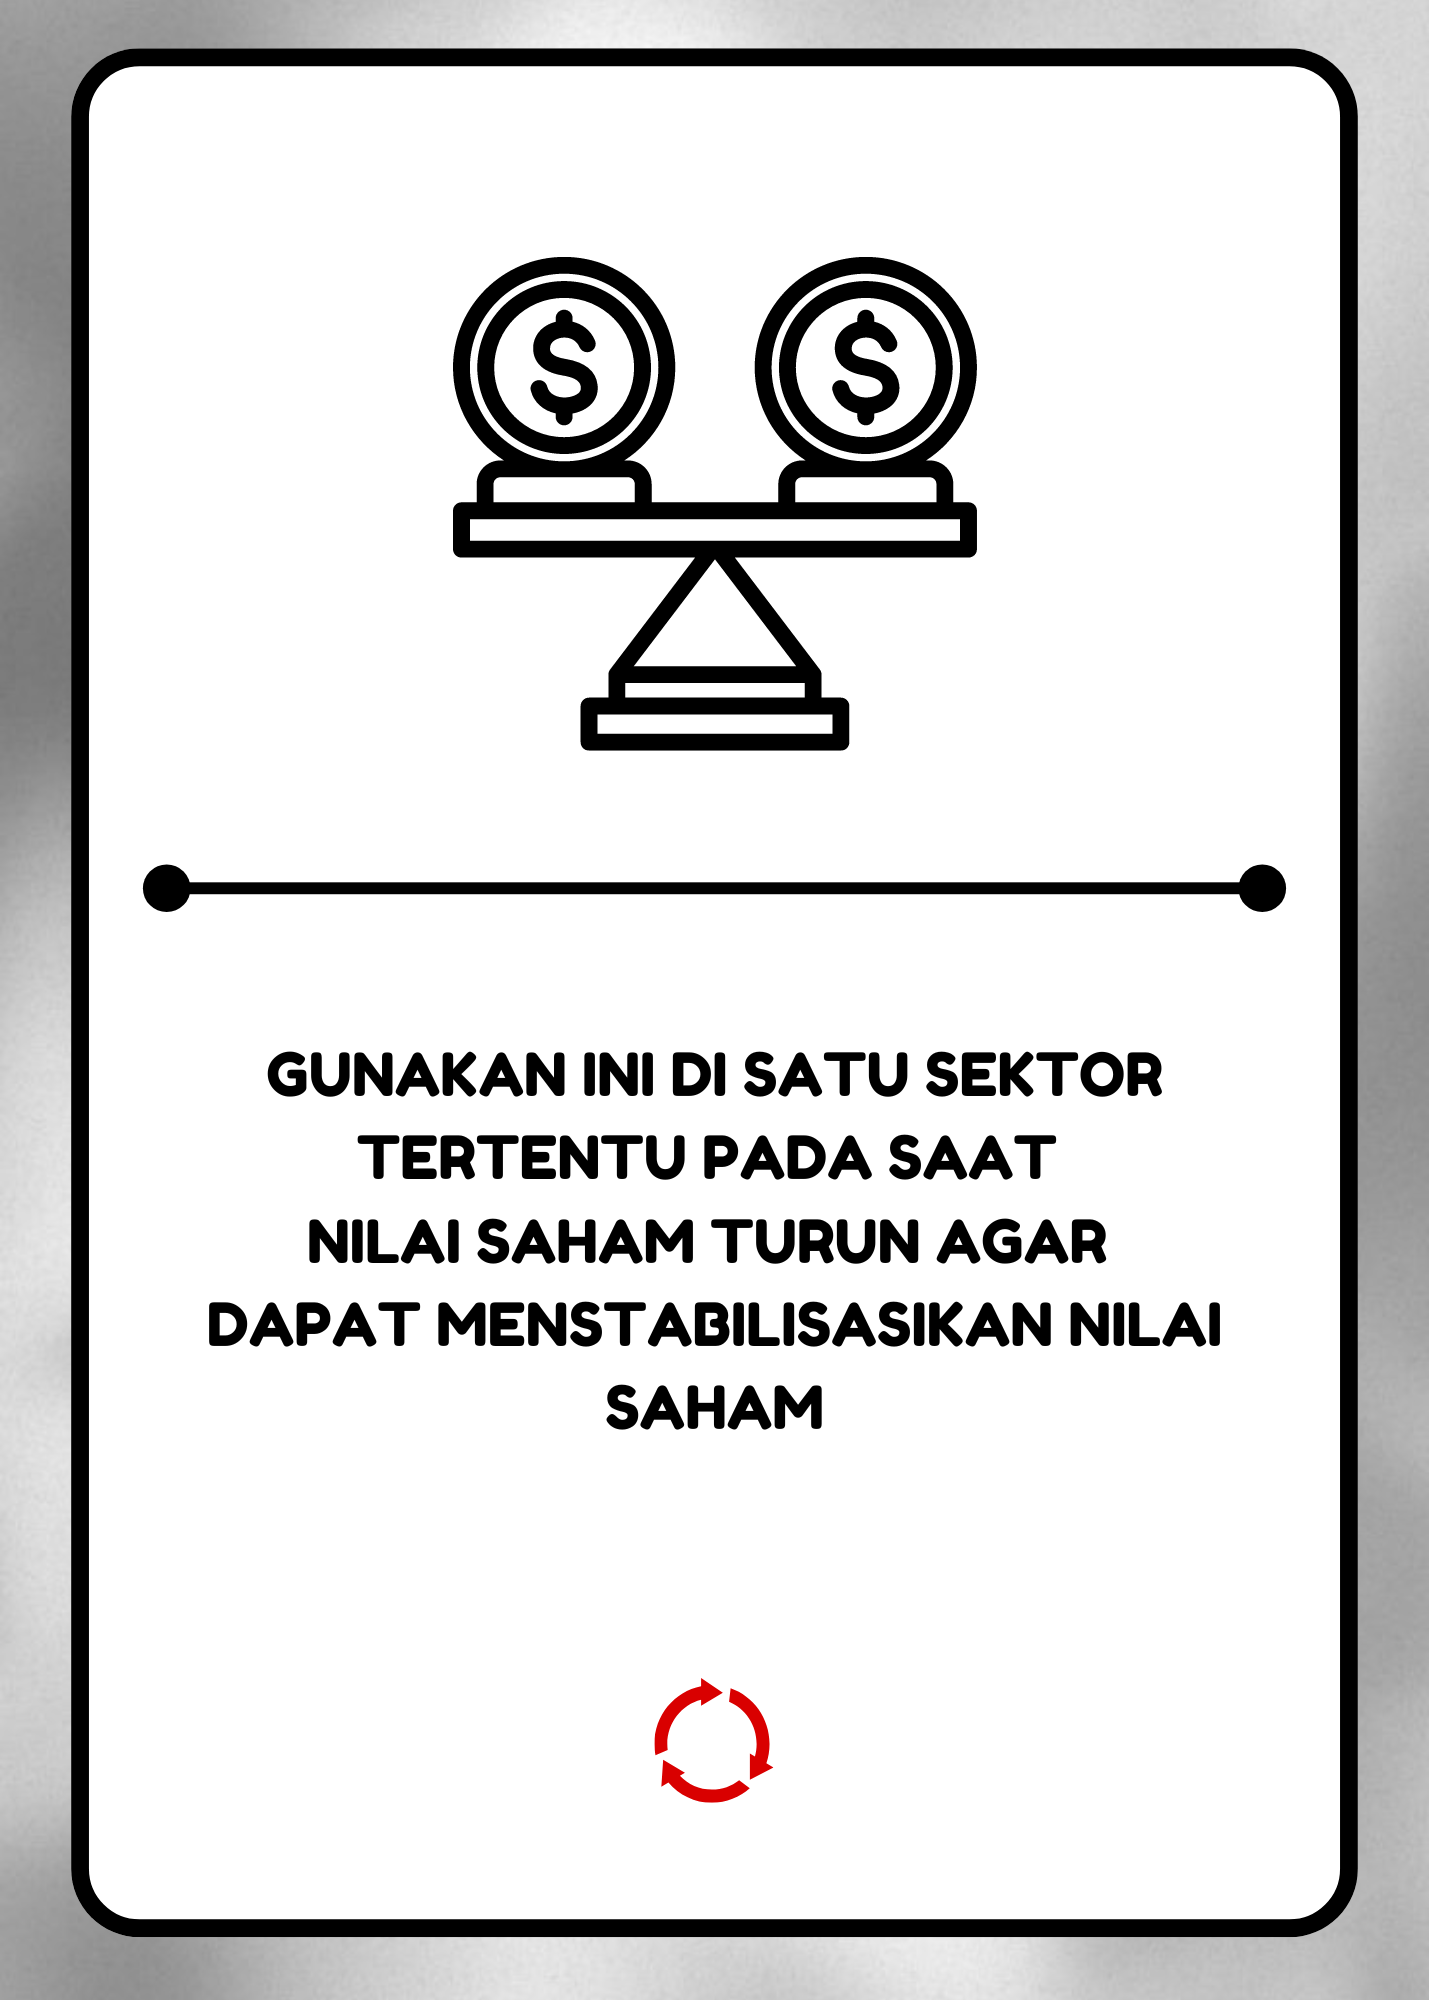 $ $
GUNAKAN INI DI SATU SEKTOR
TERTENTU PADA SAAT
NILAI SAHAM TURUN AGAR
DAPAT MENSTABILISASIKAN NILAI
SAHAM